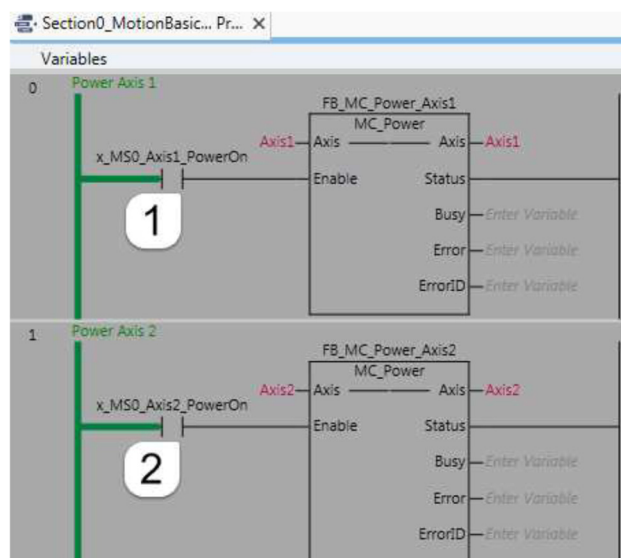 Section0_MotionBasic... Pr... X
Variables
0 Power Axis 1
FB_MC_Power_Axis1
MC_Power
Axis1 Axis Axis Axis1
x_MS0_Axis1_PowerOn
Enable Status
1
Busy Enter Variable
Error Enter Variable
ErrorID Enter Variable
1 Power Axis 2
FB_MC_Power_Axis2
MC_Power
Axis2 Axis Axis Axis2
x_MS0_Axis2_PowerOn
Enable Status
2
Busy Enter Variable
Error Enter Variable
ErrorID Enter Variable